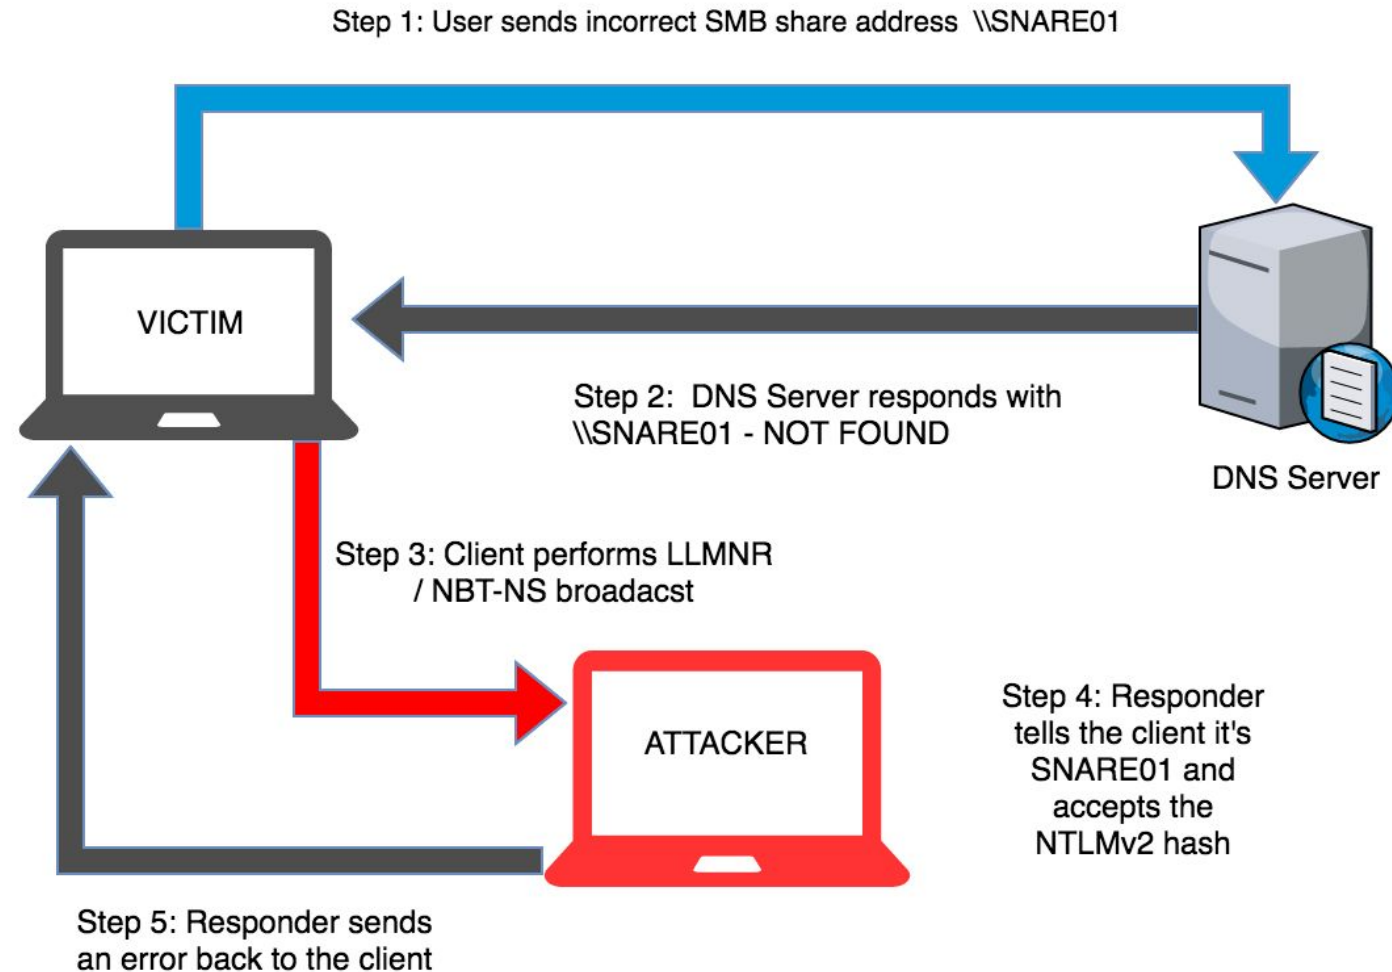 Step 1: User sends incorrect SMB share address  \\SNARE01
VICTIM
Step 2:  DNS Server responds with
\\SNARE01 - NOT FOUND
DNS Server
Step 3: Client performs LLMNR
/ NBT-NS broadacst
ATTACKER
Step 4: Responder
tells the client it's
SNARE01 and
accepts the
NTLMv2 hash
Step 5: Responder sends
an error back to the client